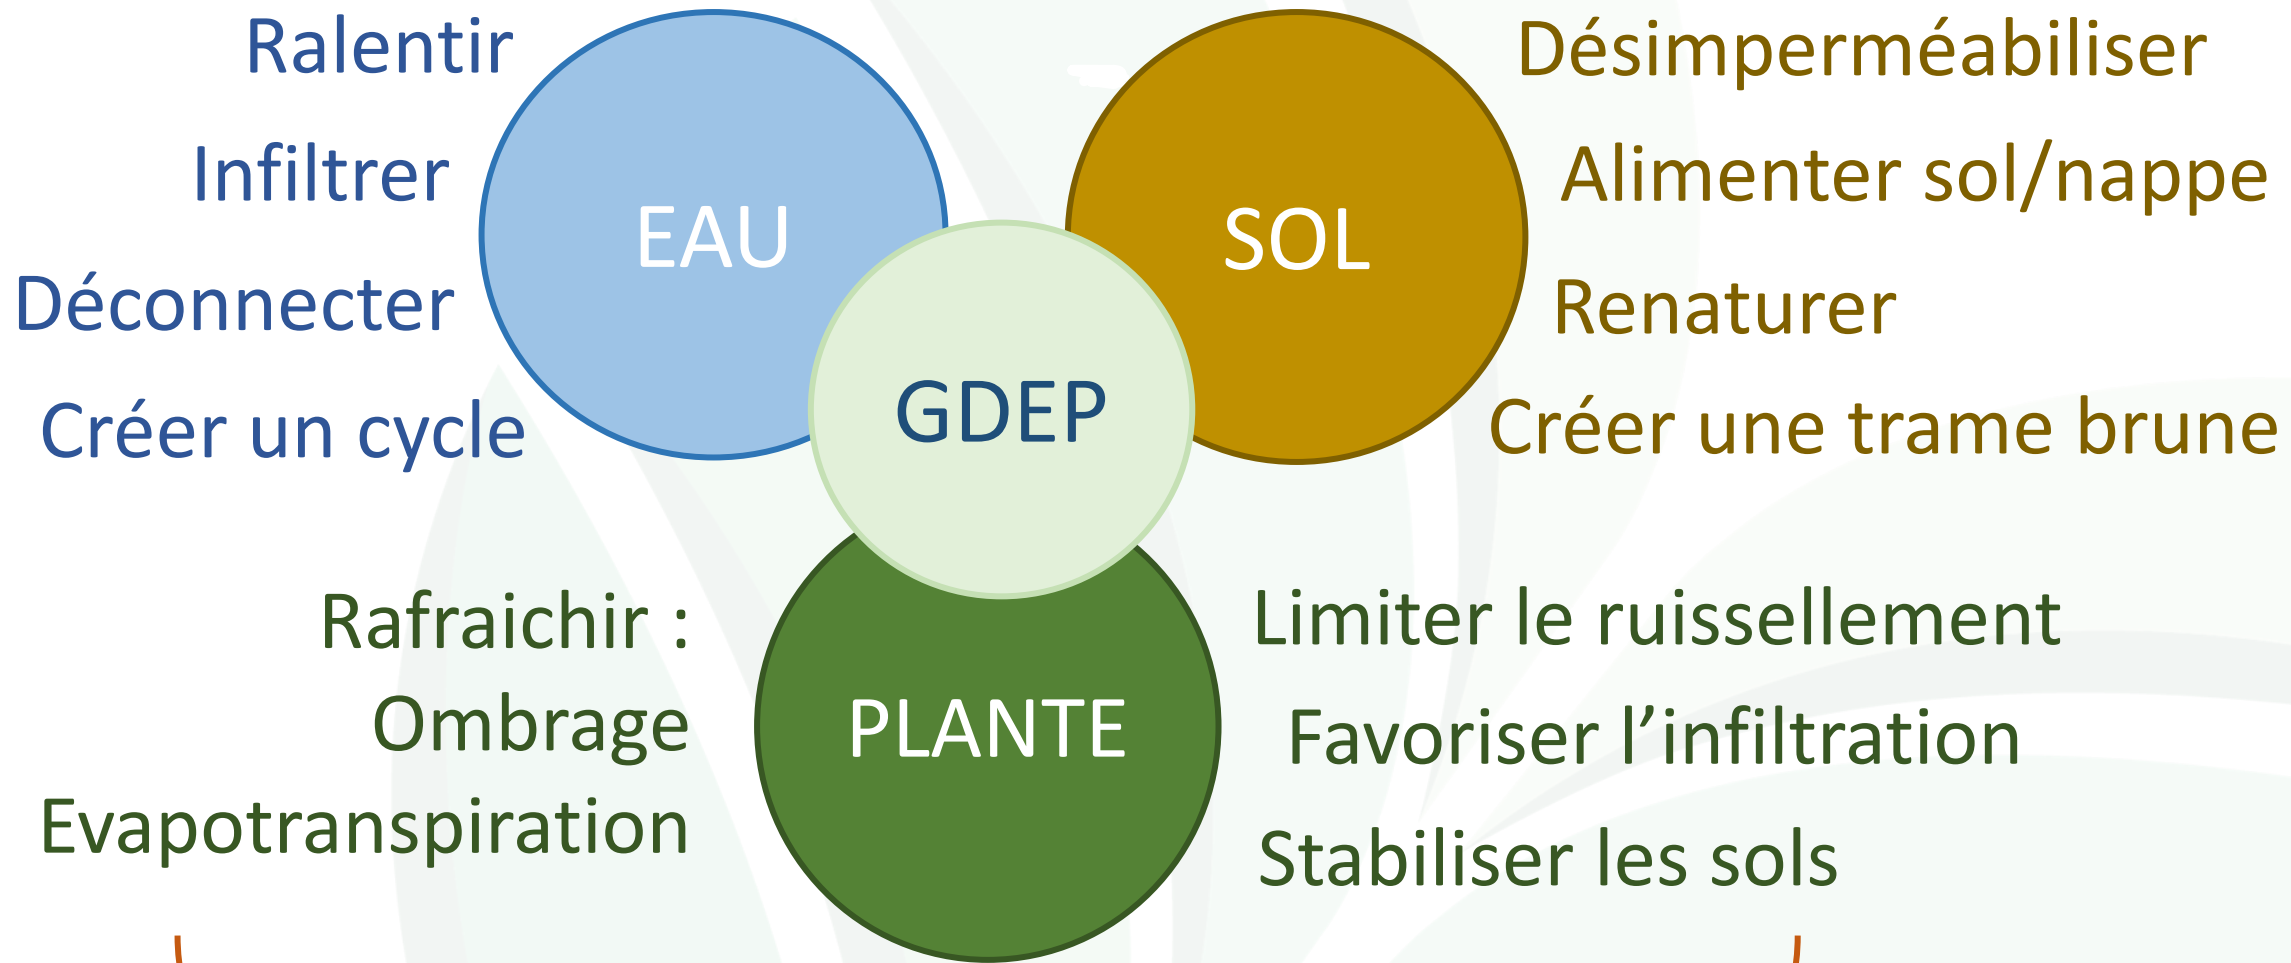 Ralentir
Infiltrer
Déconnecter
Créer un cycle
EAU
SOL
Désimperméabiliser
Alimenter sol/nappe
Renaturer
Créer une trame brune
GDEP
Rafraichir :
Ombrage
Evapotranspiration
PLANTE
Limiter le ruissellement
Favoriser l’infiltration
Stabiliser les sols